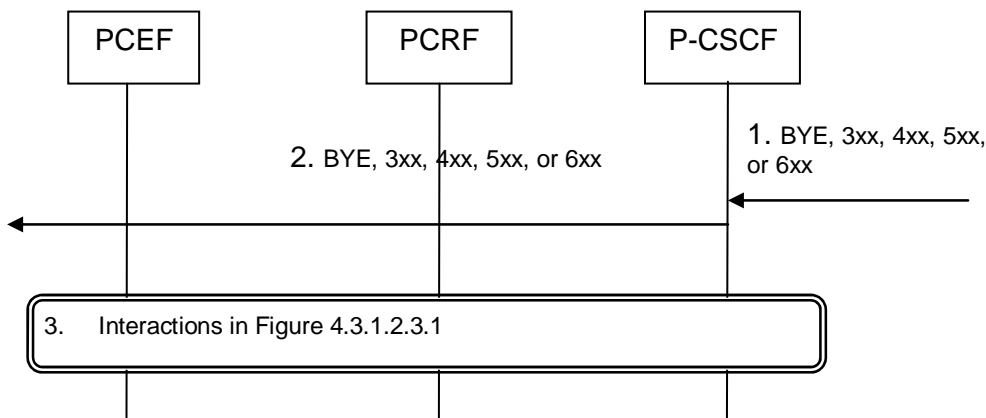 PCEF
PCRF
P-CSCF
1. BYE, 3xx, 4xx, 5xx,
or 6xx
2. BYE, 3xx, 4xx, 5xx, or 6xx
3. Interactions in Figure 4.3.1.2.3.1